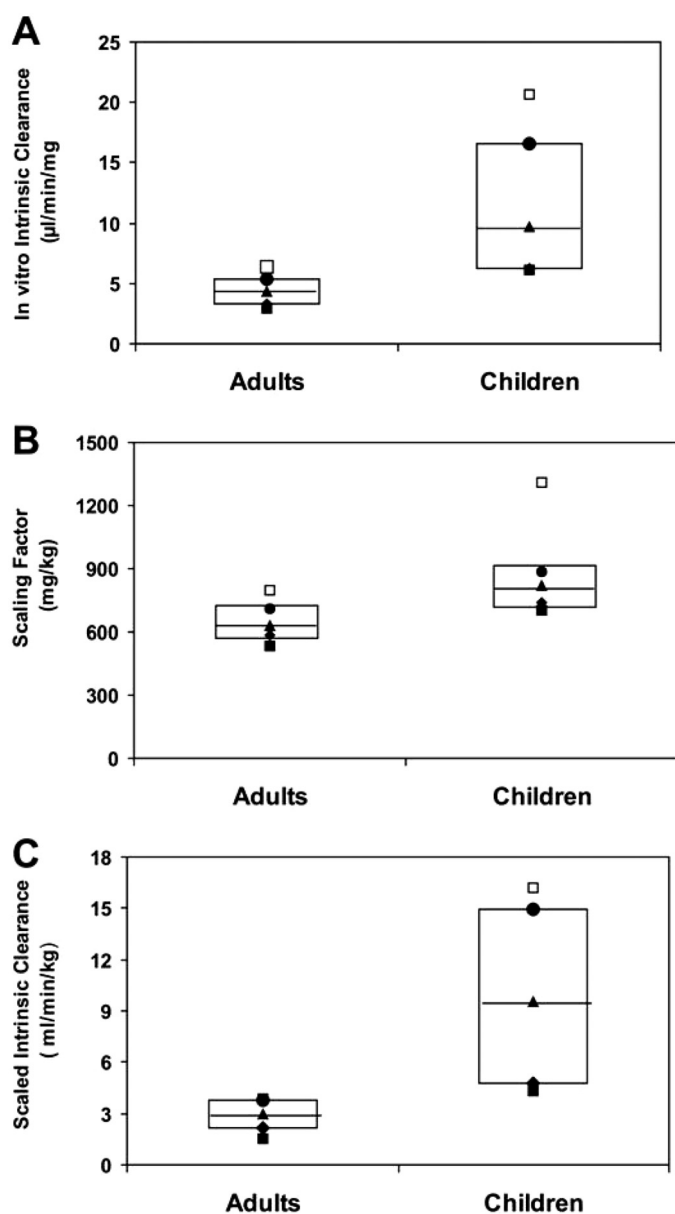 A
In vitro Intrinsic Clearance
(µl/min/mg
25
20
15
10
5
0
Adults Children
B
Scaling Factor
(mg/kg)
1500
1200
900
600
300
0
Adults Children
C
Scaled Intrinsic Clearance
( ml/min/kg)
18
15
12
9
6
3
0
Adults Children